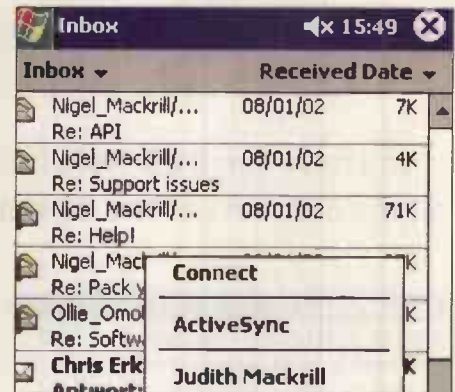 Inbox 15:49
Inbox Received Date
Nigel_Mackrill/... 08/01/02 7K
Re: API
Nigel_Mackrill/... 08/01/02 4K
Re: Support issues
Nigel_Mackrill/... 08/01/02 71K
Re: Help!
Nigel_Mack K
Re: Pack y
Ollie_Omol K
Re: Softw
Chris Erk K
Connect
ActiveSync
Judith Mackrill